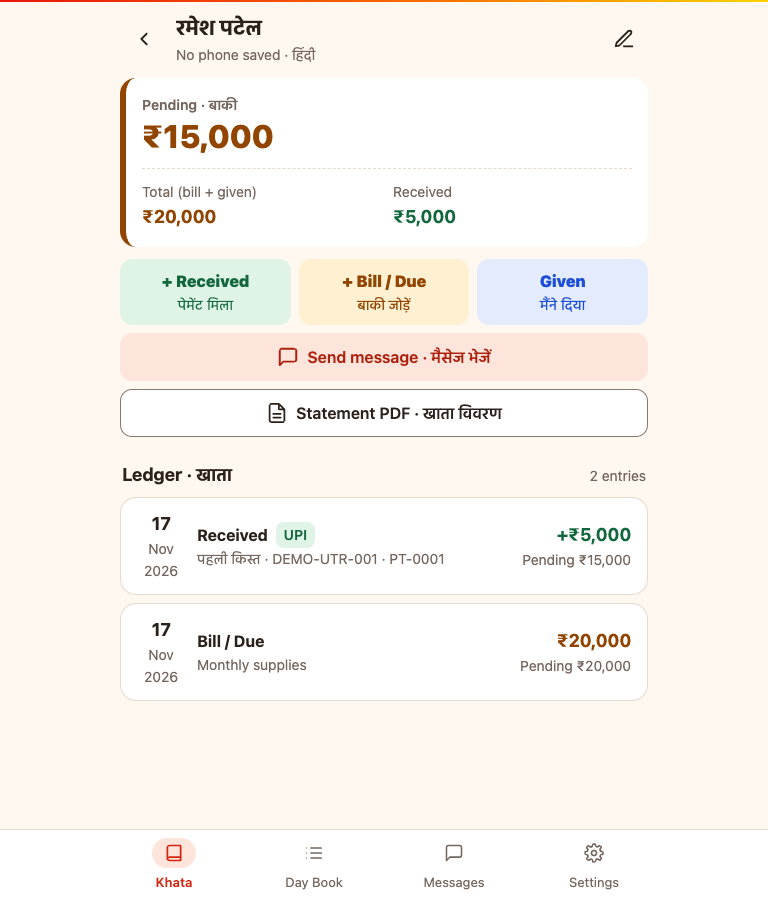 रमेश पटेल
No phone saved · हिंदी
Pending · बाकी
₹15,000
Total (bill + given)
Received
₹20,000
₹5,000
+ Received
पेमेंट मिला
+ Bill / Due
बाकी जोड़ें
Given
मैंने दिया
Send message · मैसेज भेजें
Statement PDF · खाता विवरण
Ledger · खाता
2 entries
17
Nov
2026
Received UPI
पहली किस्त · DEMO-UTR-001 · PT-0001
+₹5,000
Pending ₹15,000
17
Nov
2026
Bill / Due
Monthly supplies
₹20,000
Pending ₹20,000
Khata
Day Book
Messages
Settings